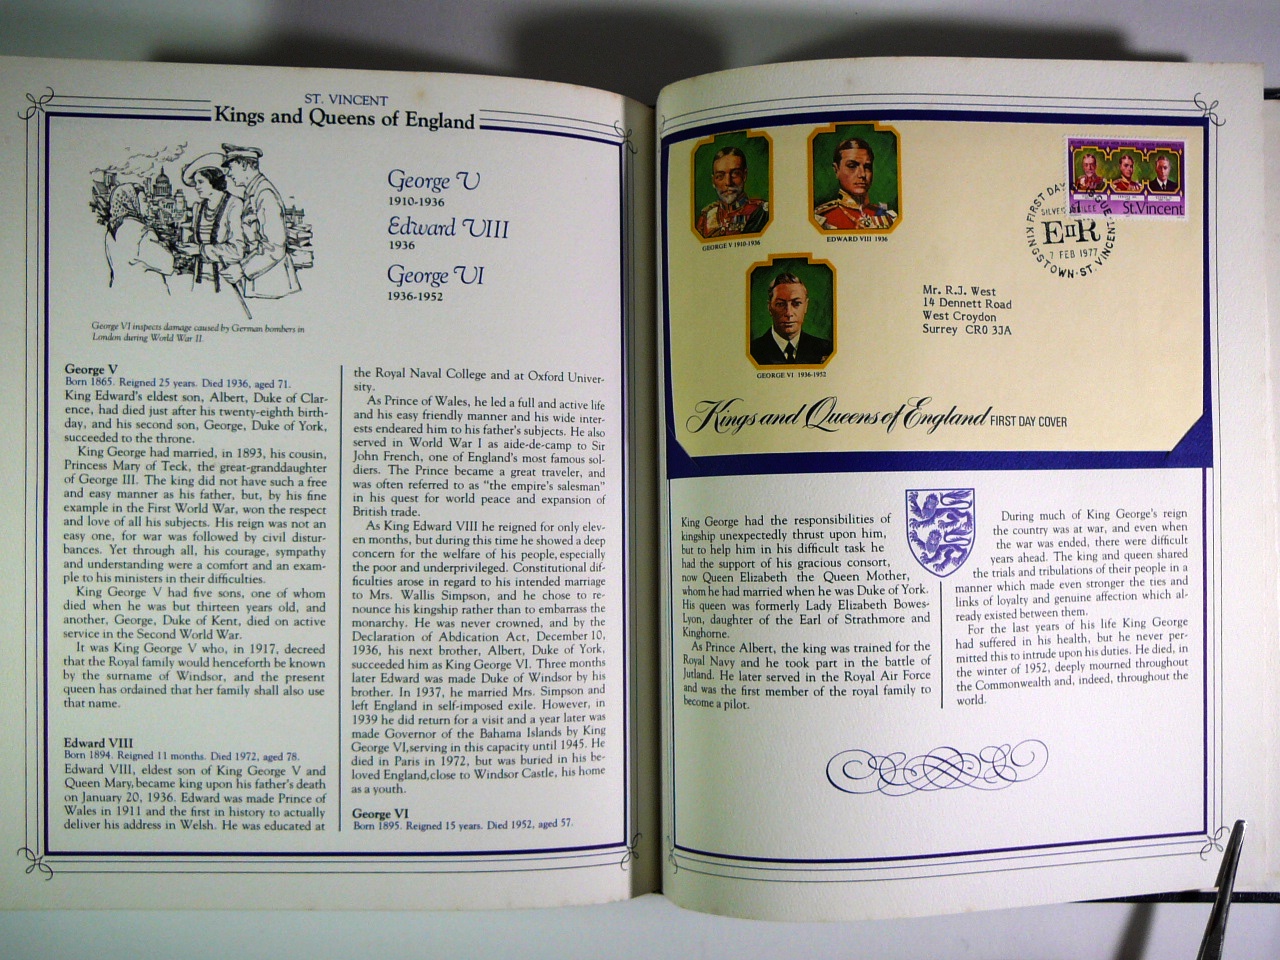 ST. VINCENT
Kings and Queens of England
George V
1910-1936
Edward VIII
1936
George VI
1936-1952
George VI inspects damage caused by German bombers in
London during World War II.
George V
Born 1865. Reigned 25 years. Died 1936, aged 71.
King Edward's eldest son, Albert, Duke of Clar-
ence, had died just after his twenty-eighth birth-
day, and his second son, George, Duke of York,
succeeded to the throne.
King George had married, in 1893, his cousin,
Princess Mary of Teck, the great-granddaughter
of George III. The king did not have such a free
and easy manner as his father, but, by his fine
example in the First World War, won the respect
and love of all his subjects. His reign was not an
easy one, for war was followed by civil distur-
bances. Yet through all, his courage, sympathy
and understanding were a comfort and an exam-
ple to his ministers in their difficulties.
King George V had five sons, one of whom
died when he was but thirteen years old, and
another, George, Duke of Kent, died on active
service in the Second World War.
It was King George V who, in 1917, decreed
that the Royal family would henceforth be known
by the surname of Windsor, and the present
queen has ordained that her family shall also use
that name.
Edward VIII
Born 1894. Reigned 11 months. Died 1972, aged 78.
Edward VIII, eldest son of King George V and
Queen Mary, became king upon his father's death
on January 20, 1936. Edward was made Prince of
Wales in 1911 and the first in history to actually
deliver his address in Welsh. He was educated at
the Royal Naval College and at Oxford Univer-
sity.
As Prince of Wales, he led a full and active life
and his easy friendly manner and his wide inter-
ests endeared him to his father's subjects. He also
served in World War I as aide-de-camp to Sir
John French, one of England's most famous sol-
diers. The Prince became a great traveler, and
was often referred to as "the empire's salesman"
in his quest for world peace and expansion of
British trade.
As King Edward VIII he reigned for only elev-
en months, but during this time he showed a deep
concern for the welfare of his people, especially
the poor and underprivileged. Constitutional dif-
ficulties arose in regard to his intended marriage
to Mrs. Wallis Simpson, and he chose to re-
nounce his kingship rather than to embarrass the
monarchy. He was never crowned, and by the
Declaration of Abdication Act, December 10,
1936, his next brother, Albert, Duke of York,
succeeded him as King George VI. Three months
later Edward was made Duke of Windsor by his
brother. In 1937, he married Mrs. Simpson and
left England in self-imposed exile. However, in
1939 he did return for a visit and a year later was
made Governor of the Bahama Islands by King
George VI,serving in this capacity until 1945. He
died in Paris in 1972, but was buried in his be-
loved England,close to Windsor Castle, his home
as a youth.
George VI
Born 1895. Reigned 15 years. Died 1952, aged 57.
GEORGE V 1910-1936
EDWARD VIII 1936
GEORGE VI 1936-1952
St.Vincent
FIRST DAY
SILVER JUBILEE
EIIR
7 FEB 1977
KINGSTOWN·ST. VINCENT
Mr. R.J. West
14 Dennett Road
West Croydon
Surrey CR0 3JA
Kings and Queens of England FIRST DAY COVER
King George had the responsibilities of
kingship unexpectedly thrust upon him,
but to help him in his difficult task he
had the support of his gracious consort,
now Queen Elizabeth the Queen Mother,
whom he had married when he was Duke of York.
His queen was formerly Lady Elizabeth Bowes-
Lyon, daughter of the Earl of Strathmore and
Kinghorne.
As Prince Albert, the king was trained for the
Royal Navy and he took part in the battle of
Jutland. He later served in the Royal Air Force
and was the first member of the royal family to
become a pilot.
During much of King George's reign
the country was at war, and even when
the war was ended, there were difficult
years ahead. The king and queen shared
the trials and tribulations of their people in a
manner which made even stronger the ties and
links of loyalty and genuine affection which al-
ready existed between them.
For the last years of his life King George
had suffered in his health, but he never per-
mitted this to intrude upon his duties. He died, in
the winter of 1952, deeply mourned throughout
the Commonwealth and, indeed, throughout the
world.